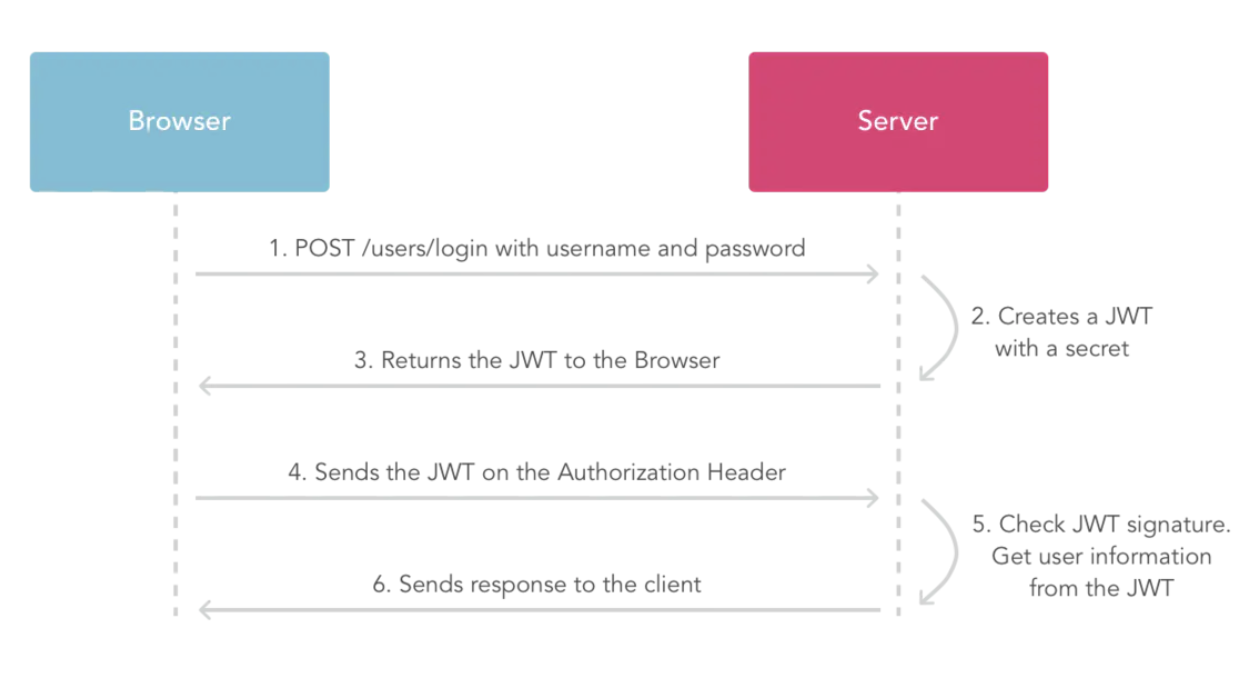 Browser
Server
1. POST /users/login with username and password
2. Creates a JWT
with a secret
3. Returns the JWT to the Browser
4. Sends the JWT on the Authorization Header
5. Check JWT signature.
Get user information
from the JWT
6. Sends response to the client